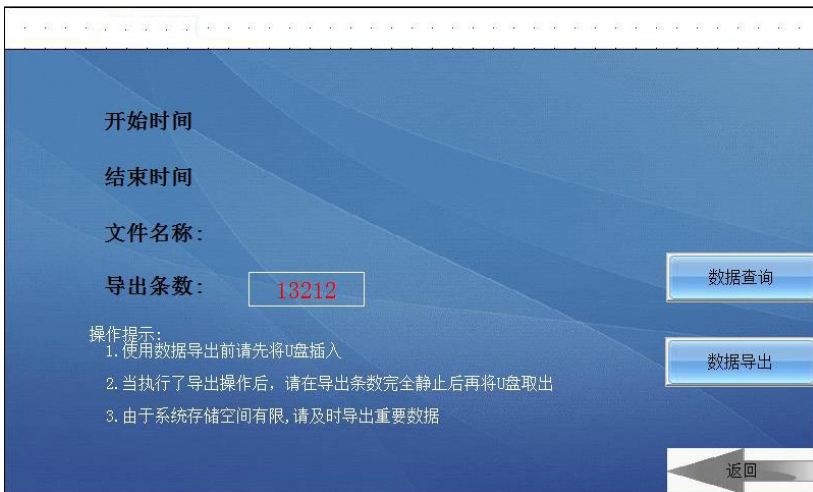 开始时间
结束时间
文件名称:
导出条数: 13212
数据查询
操作提示:
1.使用数据导出前请先将U盘插入
数据导出
2.当执行了导出操作后，请在导出条数完全静止后再将U盘取出
3.由于系统存储空间有限,请及时导出重要数据
返回